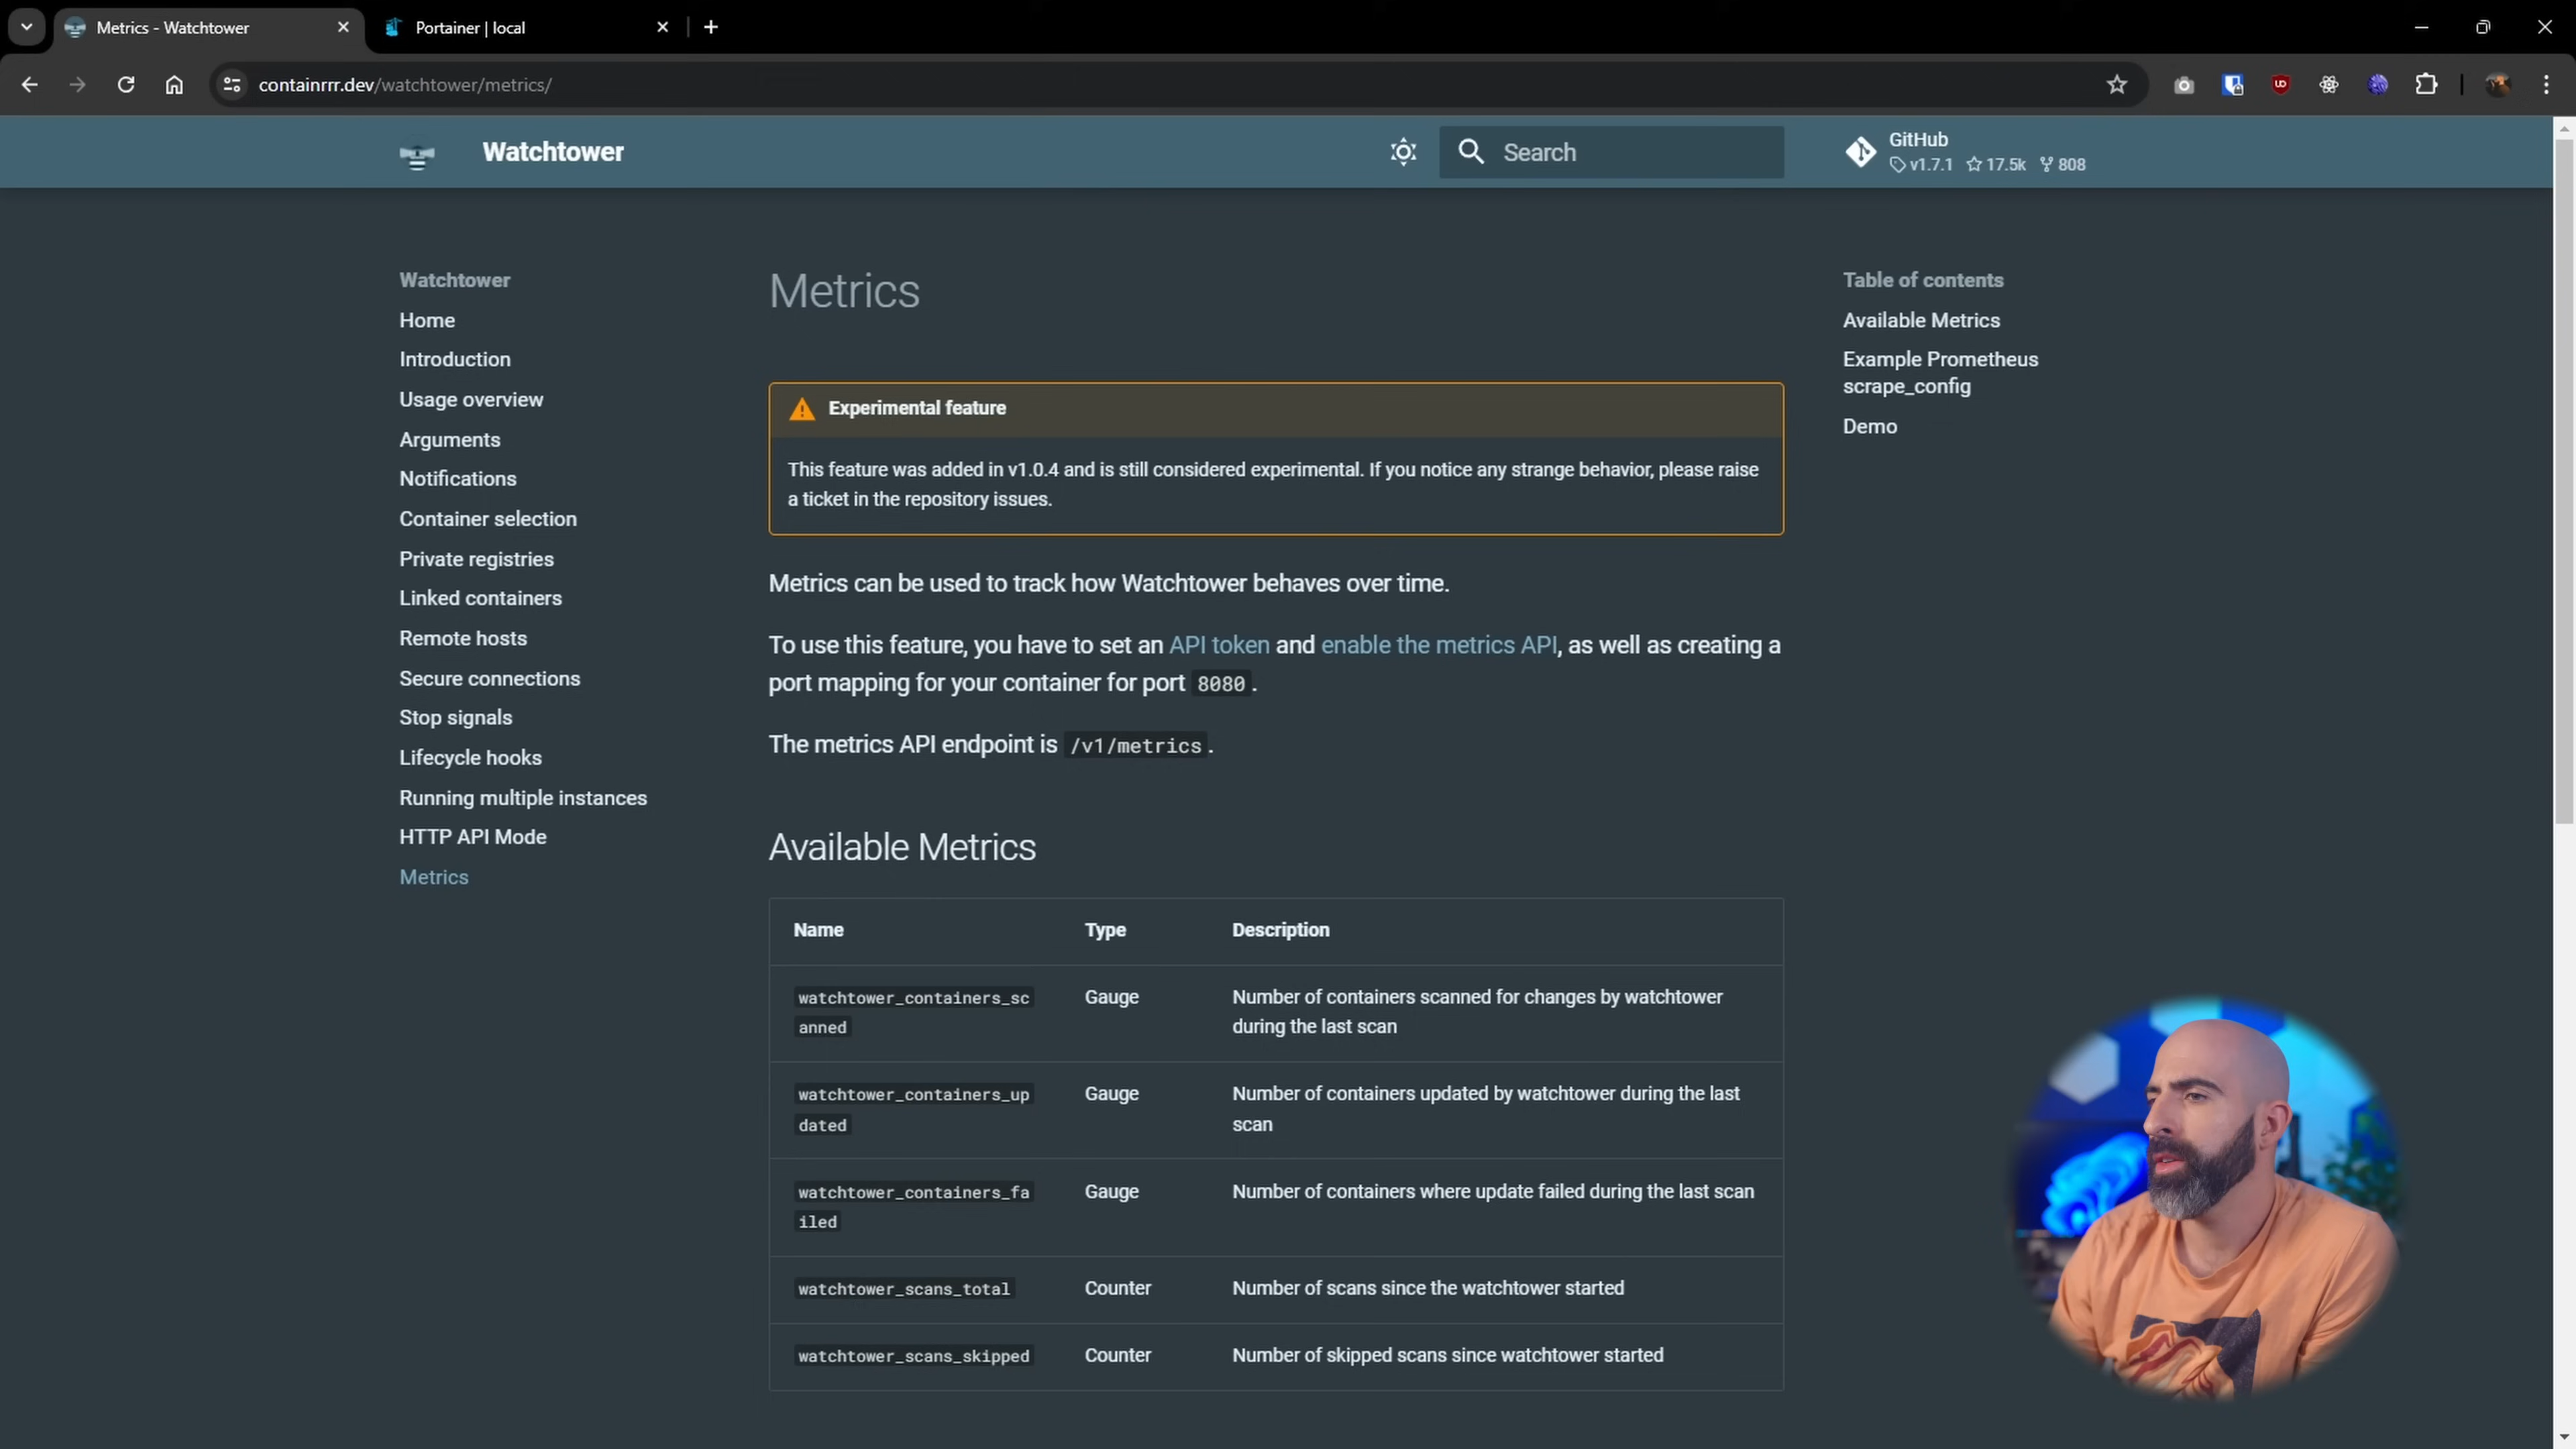 Metrics - Watchtower
Portainer | local
containrrr.dev/watchtower/metrics/
Watchtower
Search
GitHub
v1.7.1 17.5k 808
Watchtower
Home
Introduction
Usage overview
Arguments
Notifications
Container selection
Private registries
Linked containers
Remote hosts
Secure connections
Stop signals
Lifecycle hooks
Running multiple instances
HTTP API Mode
Metrics
Metrics
Experimental feature
This feature was added in v1.0.4 and is still considered experimental. If you notice any strange behavior, please raise
a ticket in the repository issues.
Metrics can be used to track how Watchtower behaves over time.
To use this feature, you have to set an API token and enable the metrics API, as well as creating a
port mapping for your container for port 8080.
The metrics API endpoint is /v1/metrics.
Available Metrics
Name Type Description
watchtower_containers_sc Gauge Number of containers scanned for changes by watchtower
anned during the last scan
watchtower_containers_up Gauge Number of containers updated by watchtower during the last
dated scan
watchtower_containers_fa Gauge Number of containers where update failed during the last scan
iled
watchtower_scans_total Counter Number of scans since the watchtower started
watchtower_scans_skipped Counter Number of skipped scans since watchtower started
Table of contents
Available Metrics
Example Prometheus
scrape_config
Demo